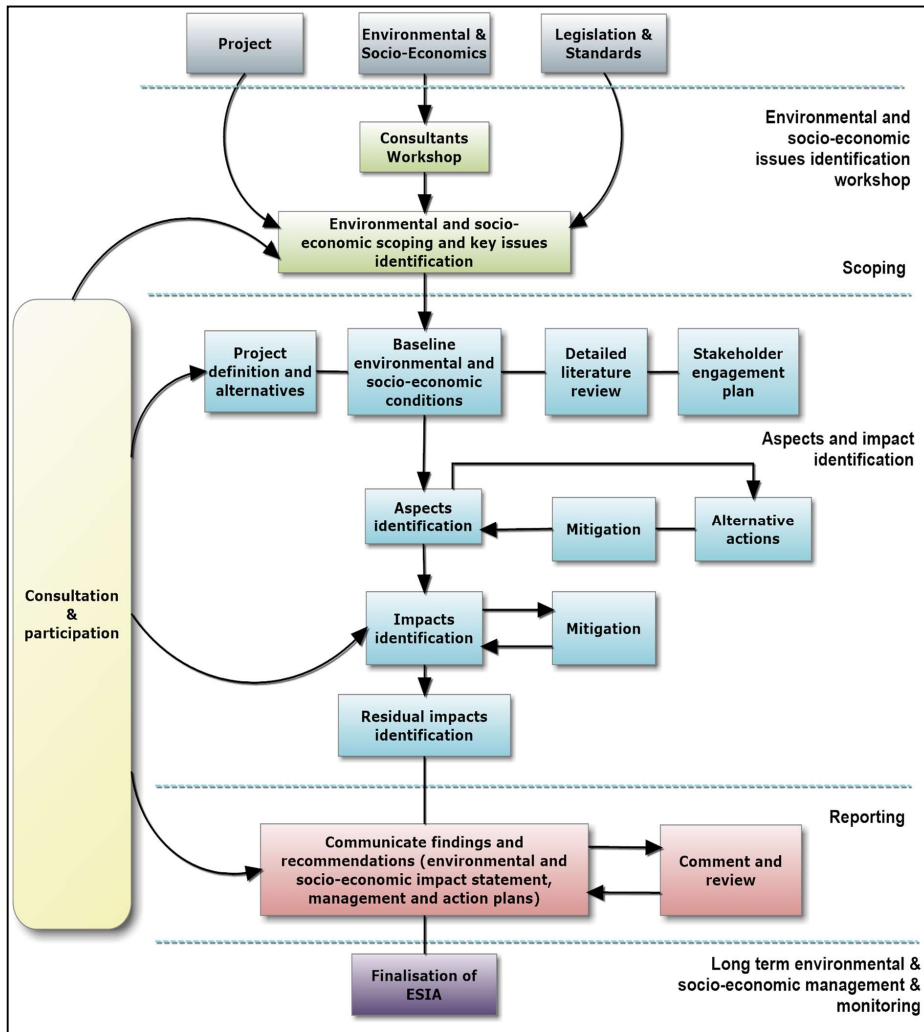 Project
Environmental &
Socio-Economics
Legislation &
Standards
Environmental and
socio-economic
issues identification
workshop
Consultants
Workshop
Environmental and socio-
economic scoping and key issues
identification
Scoping
Project
definition and
alternatives
Baseline
environmental and
socio-economic
conditions
Detailed
literature
review
Stakeholder
engagement
plan
Aspects and impact
identification
Aspects
identification
Mitigation
Alternative
actions
Consultation
&
participation
Impacts
identification
Mitigation
Residual impacts
identification
Reporting
Communicate findings and
recommendations (environmental and
socio-economic impact statement,
management and action plans)
Comment and
review
Finalisation of
ESIA
Long term environmental &
socio-economic management &
monitoring